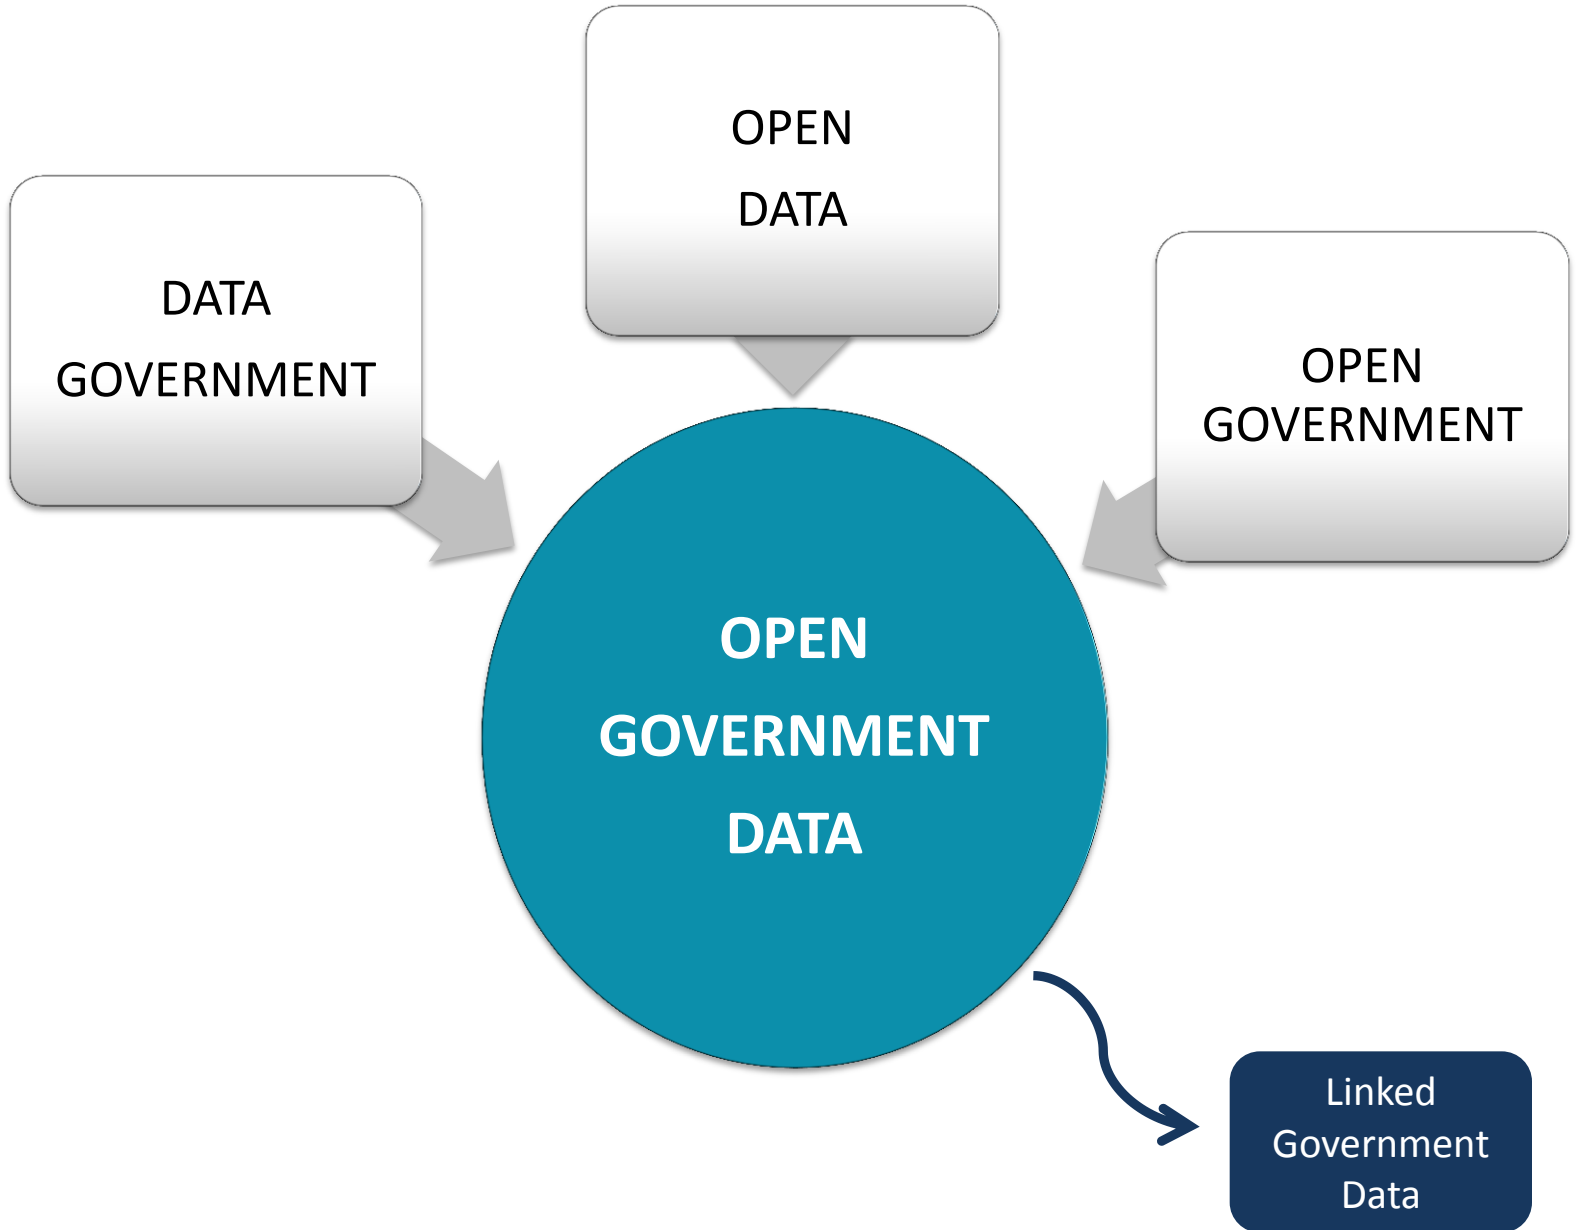 OPEN
DATA
DATA
GOVERNMENT
OPEN
GOVERNMENT
OPEN
GOVERNMENT
DATA
Linked
Government
Data